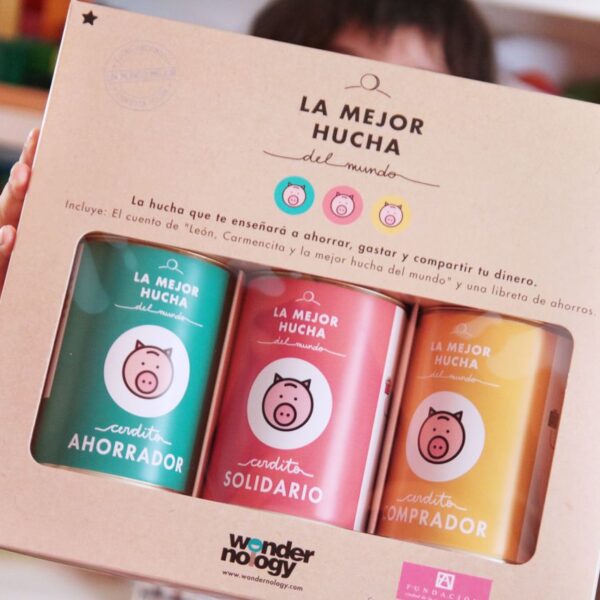 LA MEJOR
HUCHA
del mundo
La hucha que te enseñará a ahorrar, gastar y compartir tu dinero.
Incluye: El cuento de "León, Carmencita y la mejor hucha del mundo" y una libreta de ahorros.
LA MEJOR
HUCHA
del mundo
cerdito
AHORRADOR
LA MEJOR
HUCHA
del mundo
cerdito
SOLIDARIO
LA MEJOR
HUCHA
del mundo
cerdito
COMPRADOR
wonder
nology
www.wondernology.com
FUNDACIÓN